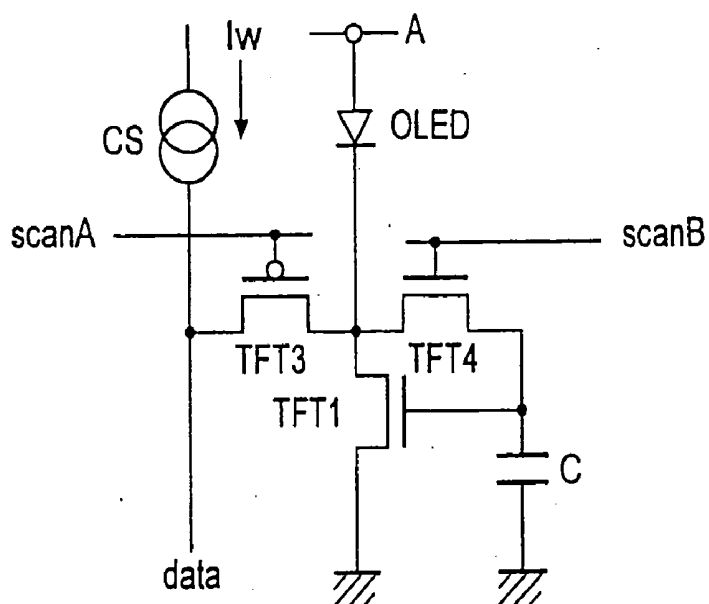 Iw
A
CS
OLED
scanA
scanB
TFT3
TFT4
TFT1
C
data